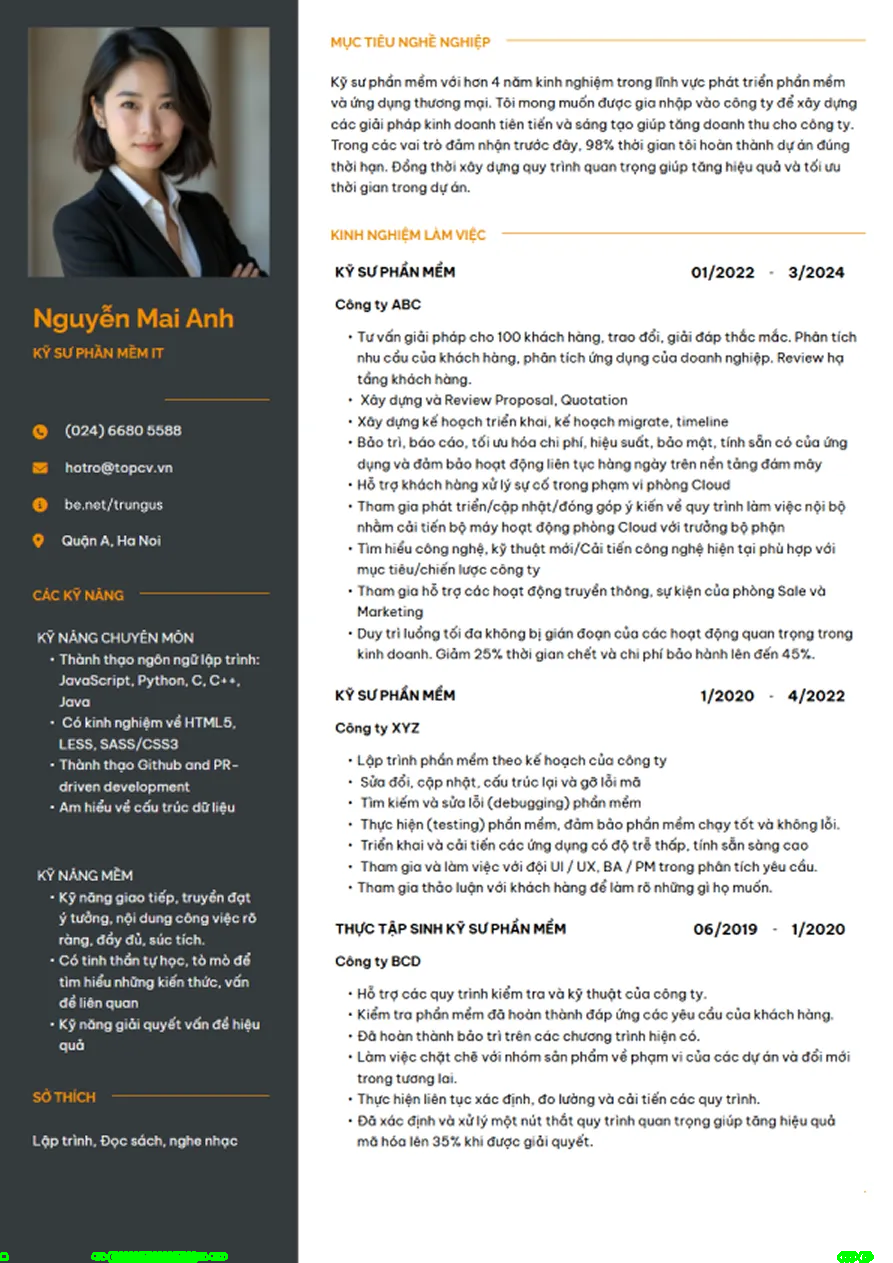 Nguyễn Mai Anh
KỸ SƯ PHẦN MỀM IT
(024) 6680 5588
hotro@topcv.vn
be.net/trungus
Quận A, Ha Noi
CÁC KỸ NĂNG
KỸ NĂNG CHUYÊN MÔN
• Thành thạo ngôn ngữ lập trình:
JavaScript, Python, C, C++,
Java
• Có kinh nghiệm về HTML5,
LESS, SASS/CSS3
• Thành thạo Github and PR-
driven development
• Am hiểu về cấu trúc dữ liệu
KỸ NĂNG MỀM
• Kỹ năng giao tiếp, truyền đạt
ý tưởng, nội dung công việc rõ
ràng, đầy đủ, súc tích.
• Có tinh thần tự học, tò mò để
tìm hiểu những kiến thức, vấn
đề liên quan
• Kỹ năng giải quyết vấn đề hiệu
quả
SỞ THÍCH
Lập trình, Đọc sách, nghe nhạc
MỤC TIÊU NGHỀ NGHIỆP
Kỹ sư phần mềm với hơn 4 năm kinh nghiệm trong lĩnh vực phát triển phần mềm
và ứng dụng thương mại. Tôi mong muốn được gia nhập vào công ty để xây dựng
các giải pháp kinh doanh tiên tiến và sáng tạo giúp tăng doanh thu cho công ty.
Trong các vai trò đảm nhận trước đây, 98% thời gian tôi hoàn thành dự án đúng
thời hạn. Đồng thời xây dựng quy trình quan trọng giúp tăng hiệu quả và tối ưu
thời gian trong dự án.
KINH NGHIỆM LÀM VIỆC
KỸ SƯ PHẦN MỀM 01/2022 - 3/2024
Công ty ABC
• Tư vấn giải pháp cho 100 khách hàng, trao đổi, giải đáp thắc mắc. Phân tích
nhu cầu của khách hàng, phân tích ứng dụng của doanh nghiệp. Review hạ
tầng khách hàng.
• Xây dựng và Review Proposal, Quotation
• Xây dựng kế hoạch triển khai, kế hoạch migrate, timeline
• Bảo trì, báo cáo, tối ưu hóa chi phí, hiệu suất, bảo mật, tính sẵn có của ứng
dụng và đảm bảo hoạt động liên tục hàng ngày trên nền tảng đám mây
• Hỗ trợ khách hàng xử lý sự cố trong phạm vi phòng Cloud
• Tham gia phát triển/cập nhật/đóng góp ý kiến về quy trình làm việc nội bộ
nhằm cải tiến bộ máy hoạt động phòng Cloud với trưởng bộ phận
• Tìm hiểu công nghệ, kỹ thuật mới/Cải tiến công nghệ hiện tại phù hợp với
mục tiêu/chiến lược công ty
• Tham gia hỗ trợ các hoạt động truyền thông, sự kiện của phòng Sale và
Marketing
• Duy trì luồng tối đa không bị gián đoạn của các hoạt động quan trọng trong
kinh doanh. Giảm 25% thời gian chết và chi phí bảo hành lên đến 45%.
KỸ SƯ PHẦN MỀM 1/2020 - 4/2022
Công ty XYZ
• Lập trình phần mềm theo kế hoạch của công ty
• Sửa đổi, cập nhật, cấu trúc lại và gỡ lỗi mã
• Tìm kiếm và sửa lỗi (debugging) phần mềm
• Thực hiện (testing) phần mềm, đảm bảo phần mềm chạy tốt và không lỗi.
• Triển khai và cải tiến các ứng dụng có độ trễ thấp, tính sẵn sàng cao
• Tham gia và làm việc với đội UI / UX, BA / PM trong phân tích yêu cầu.
• Tham gia thảo luận với khách hàng để làm rõ những gì họ muốn.
THỰC TẬP SINH KỸ SƯ PHẦN MỀM 06/2019 - 1/2020
Công ty BCD
• Hỗ trợ các quy trình kiểm tra và kỹ thuật của công ty.
• Kiểm tra phần mềm đã hoàn thành đáp ứng các yêu cầu của khách hàng.
• Đã hoàn thành bảo trì trên các chương trình hiện có.
• Làm việc chặt chẽ với nhóm sản phẩm về phạm vi của các dự án và đổi mới
trong tương lai.
• Thực hiện liên tục xác định, đo lường và cải tiến các quy trình.
• Đã xác định và xử lý một nút thắt quy trình quan trọng giúp tăng hiệu quả
mã hóa lên 35% khi được giải quyết.